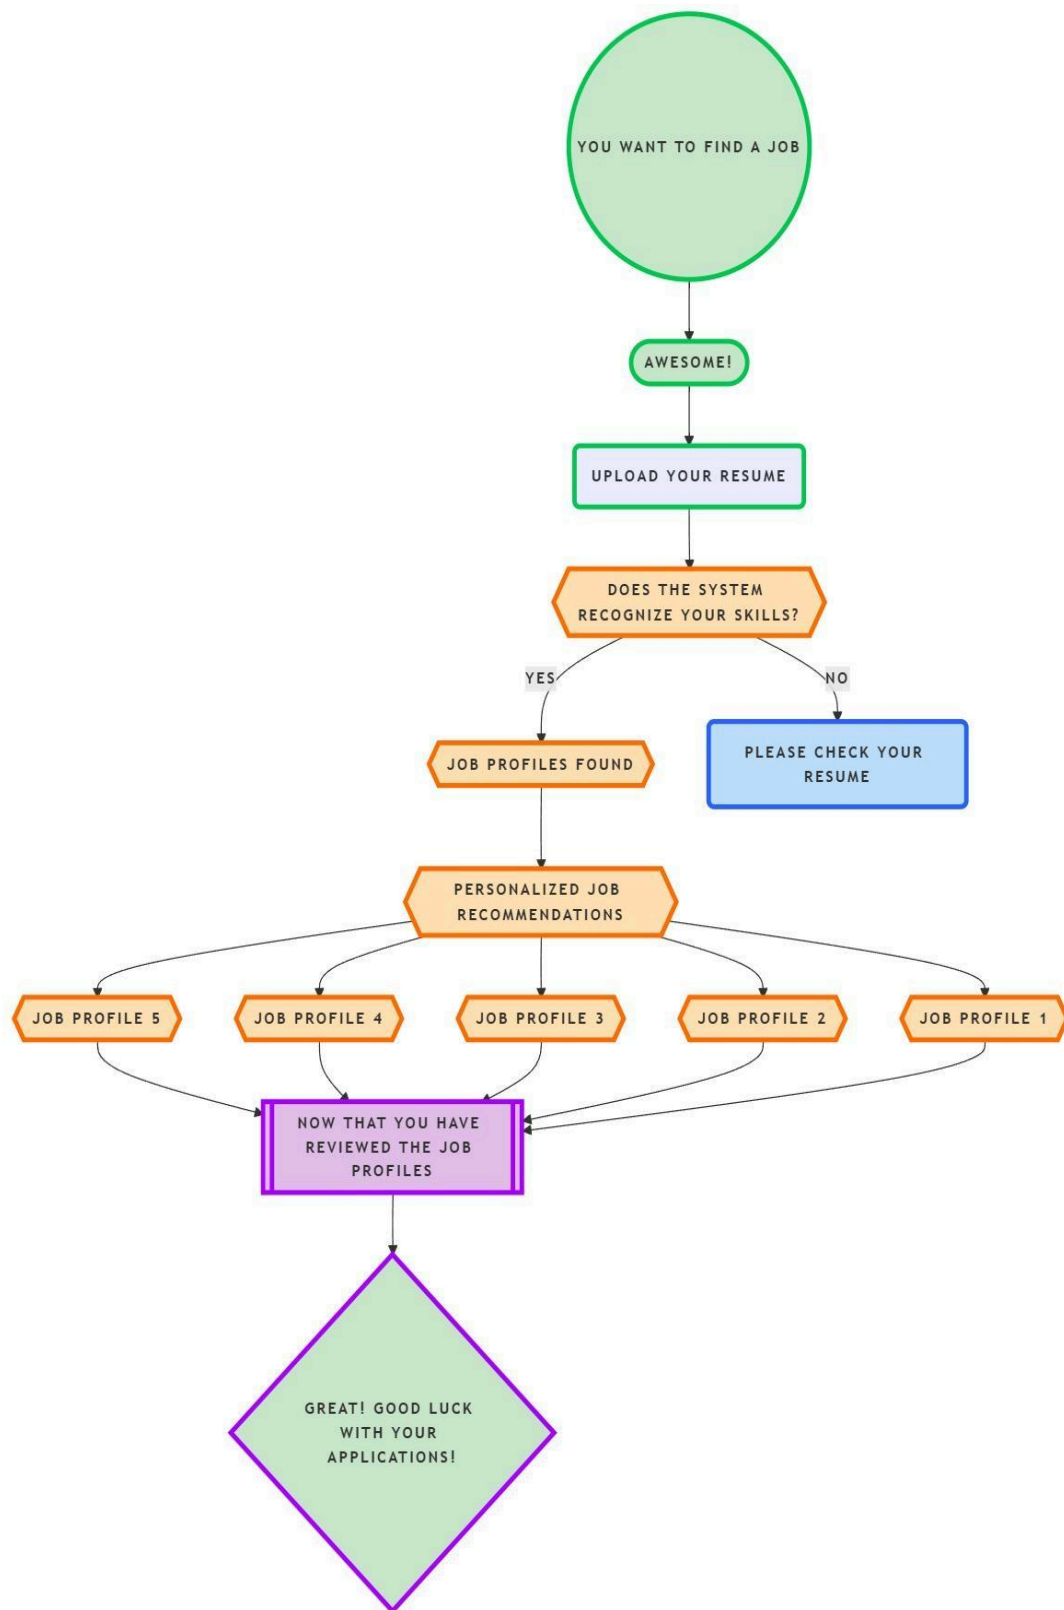 YOU WANT TO FIND A JOB
AWESOME!
UPLOAD YOUR RESUME
DOES THE SYSTEM
RECOGNIZE YOUR SKILLS?
YES
NO
JOB PROFILES FOUND
PLEASE CHECK YOUR
RESUME
PERSONALIZED JOB
RECOMMENDATIONS
JOB PROFILE 5
JOB PROFILE 4
JOB PROFILE 3
JOB PROFILE 2
JOB PROFILE 1
NOW THAT YOU HAVE
REVIEWED THE JOB
PROFILES
GREAT! GOOD LUCK
WITH YOUR
APPLICATIONS!